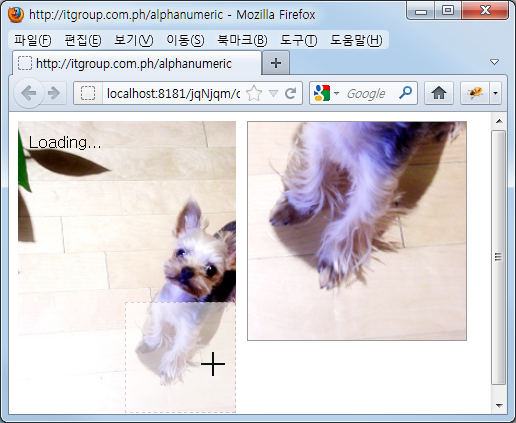 http://itgroup.com.ph/alphanumeric - Mozilla Firefox
파일(F) 편집(E) 보기(V) 이동(S) 북마크(B) 도구(T) 도움말(H)
http://itgroup.com.ph/alphanumeric
localhost:8181/jqNjqm/c
Google
Loading...